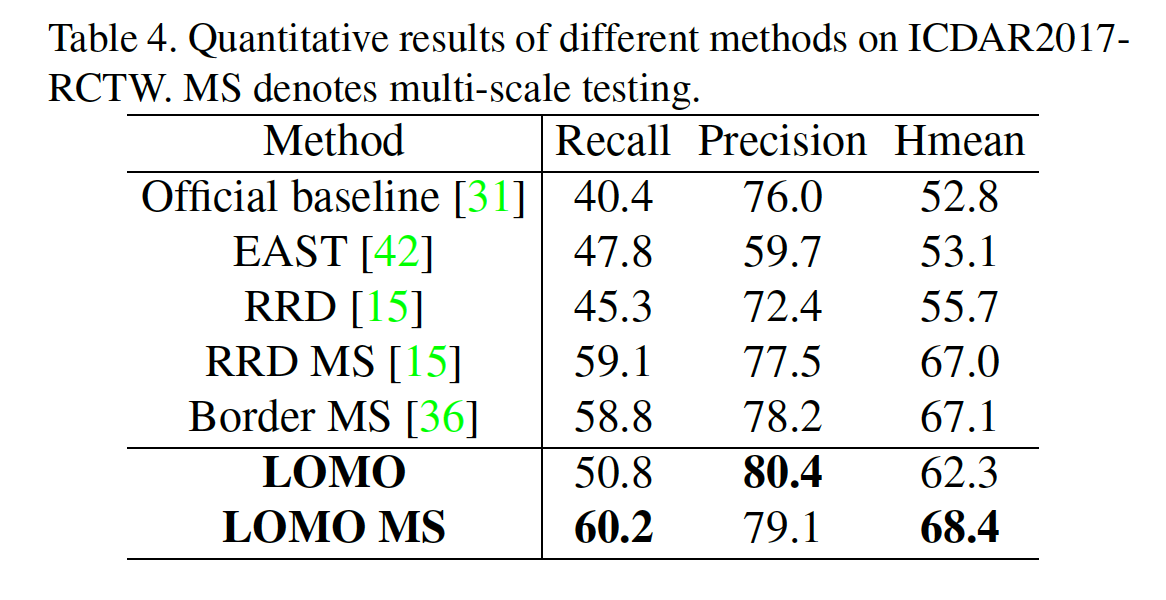 Table 4. Quantitative results of different methods on ICDAR2017-
RCTW. MS denotes multi-scale testing.
Method Recall Precision Hmean
Official baseline [31] 40.4 76.0 52.8
EAST [42] 47.8 59.7 53.1
RRD [15] 45.3 72.4 55.7
RRD MS [15] 59.1 77.5 67.0
Border MS [36] 58.8 78.2 67.1
LOMO 50.8 80.4 62.3
LOMO MS 60.2 79.1 68.4